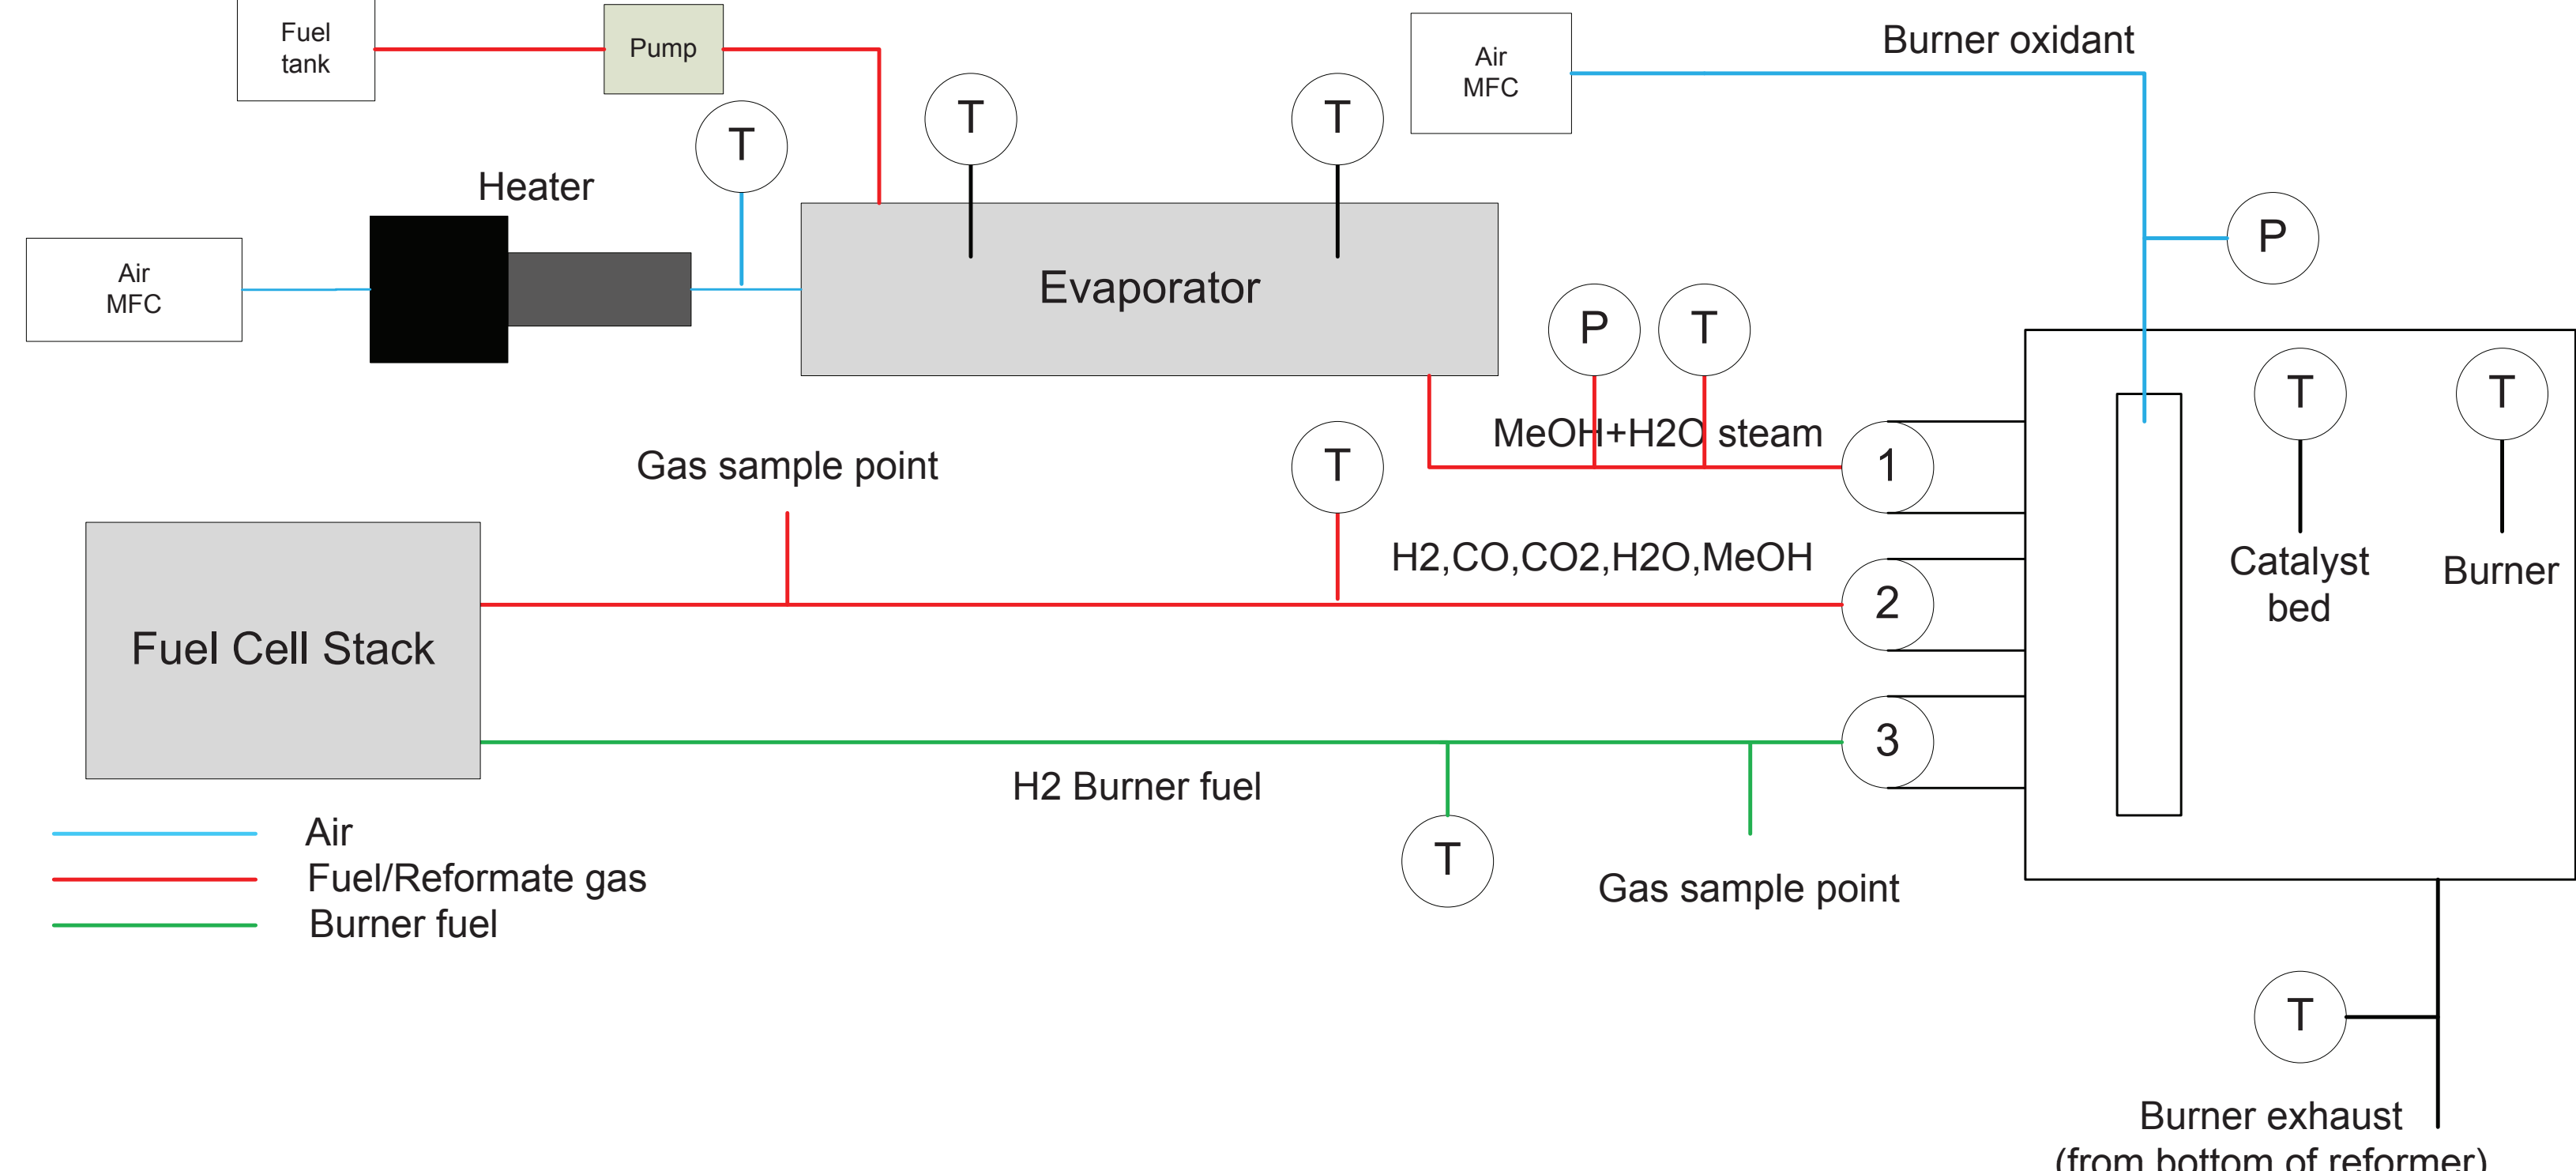 Fuel
tank
Pump
Air
MFC
Burner oxidant
T
T
T
Heater
P
Air
MFC
Evaporator
P
T
T
T
MeOH+H2O steam
1
Gas sample point
T
H2,CO,CO2,H2O,MeOH
Catalyst
bed
Burner
2
Fuel Cell Stack
3
H2 Burner fuel
Air
Fuel/Reformate gas
Burner fuel
T
Gas sample point
T
Burner exhaust
(from bottom of reformer)